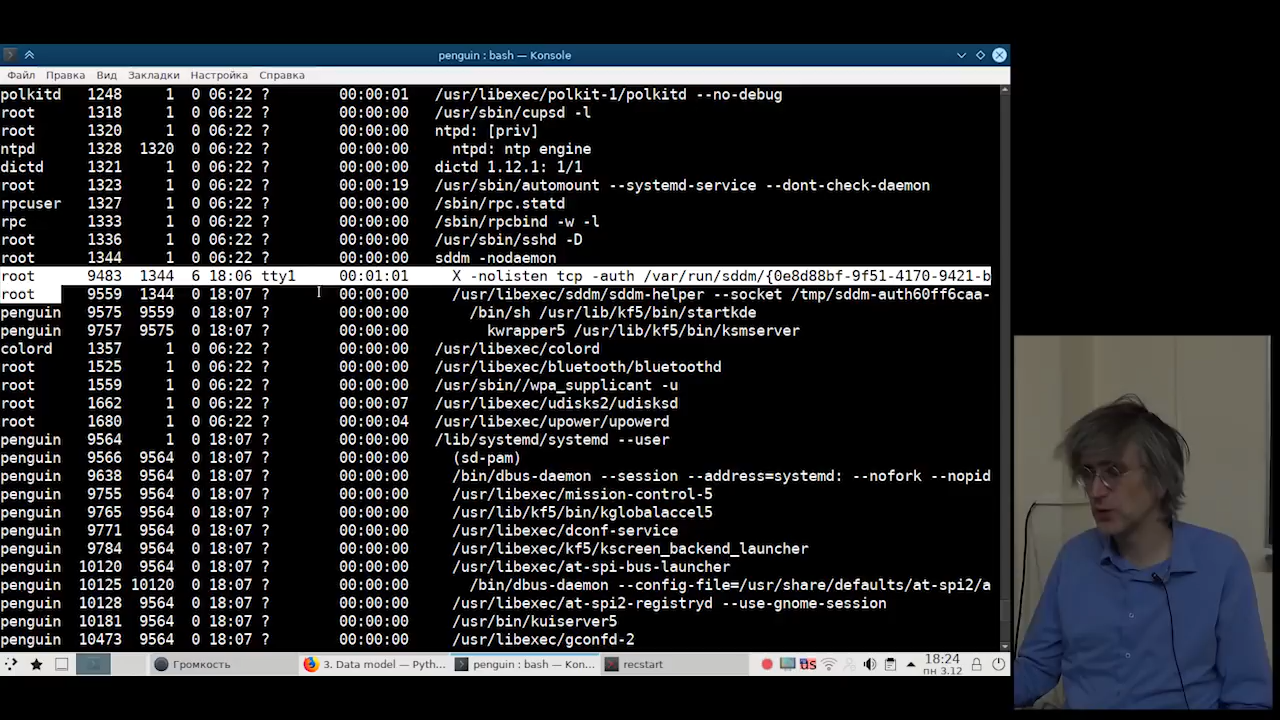 penguin : bash — Konsole
Файл Правка Вид Закладки Настройка Справка
polkitd 1248 1 0 06:22 ? 00:00:01 /usr/libexec/polkit-1/polkitd --no-debug
root 1318 1 0 06:22 ? 00:00:00 /usr/sbin/cupsd -l
root 1320 1 0 06:22 ? 00:00:00 ntpd: [priv]
ntpd 1328 1320 0 06:22 ? 00:00:00 ntpd: ntp engine
dictd 1321 1 0 06:22 ? 00:00:00 dictd 1.12.1: 1/1
root 1323 1 0 06:22 ? 00:00:19 /usr/sbin/automount --systemd-service --dont-check-daemon
rpcuser 1327 1 0 06:22 ? 00:00:00 /sbin/rpc.statd
rpc 1333 1 0 06:22 ? 00:00:00 /sbin/rpcbind -w -l
root 1336 1 0 06:22 ? 00:00:00 /usr/sbin/sshd -D
root 1344 1 0 06:22 ? 00:00:00 sddm -nodaemon
root 9483 1344 6 18:06 tty1 00:01:01 X -nolisten tcp -auth /var/run/sddm/{0e8d88bf-9f51-4170-9421-b
root 9559 1344 0 18:07 ? 00:00:00 /usr/libexec/sddm/sddm-helper --socket /tmp/sddm-auth60ff6caa-
penguin 9575 9559 0 18:07 ? 00:00:00 /bin/sh /usr/lib/kf5/bin/startkde
penguin 9757 9575 0 18:07 ? 00:00:00 kwrapper5 /usr/lib/kf5/bin/ksmserver
colord 1357 1 0 06:22 ? 00:00:00 /usr/libexec/colord
root 1525 1 0 06:22 ? 00:00:00 /usr/libexec/bluetooth/bluetoothd
root 1559 1 0 06:22 ? 00:00:00 /usr/sbin//wpa_supplicant -u
root 1662 1 0 06:22 ? 00:00:07 /usr/libexec/udisks2/udisksd
root 1680 1 0 06:22 ? 00:00:04 /usr/libexec/upower/upowerd
penguin 9564 1 0 18:07 ? 00:00:00 /lib/systemd/systemd --user
penguin 9566 9564 0 18:07 ? 00:00:00 (sd-pam)
penguin 9638 9564 0 18:07 ? 00:00:00 /bin/dbus-daemon --session --address=systemd: --nofork --nopid
penguin 9755 9564 0 18:07 ? 00:00:00 /usr/libexec/mission-control-5
penguin 9765 9564 0 18:07 ? 00:00:00 /usr/lib/kf5/bin/kglobalaccel5
penguin 9771 9564 0 18:07 ? 00:00:00 /usr/libexec/dconf-service
penguin 9784 9564 0 18:07 ? 00:00:00 /usr/libexec/kf5/kscreen_backend_launcher
penguin 10120 9564 0 18:07 ? 00:00:00 /usr/libexec/at-spi-bus-launcher
penguin 10125 10120 0 18:07 ? 00:00:00 /bin/dbus-daemon --config-file=/usr/share/defaults/at-spi2/a
penguin 10128 9564 0 18:07 ? 00:00:00 /usr/libexec/at-spi2-registryd --use-gnome-session
penguin 10181 9564 0 18:07 ? 00:00:00 /usr/bin/kuiserver5
penguin 10473 9564 0 18:07 ? 00:00:00 /usr/libexec/gconfd-2
Громкость 3. Data model — Pyth... penguin : bash — Kon... recstart us 18:24
пн 3.12